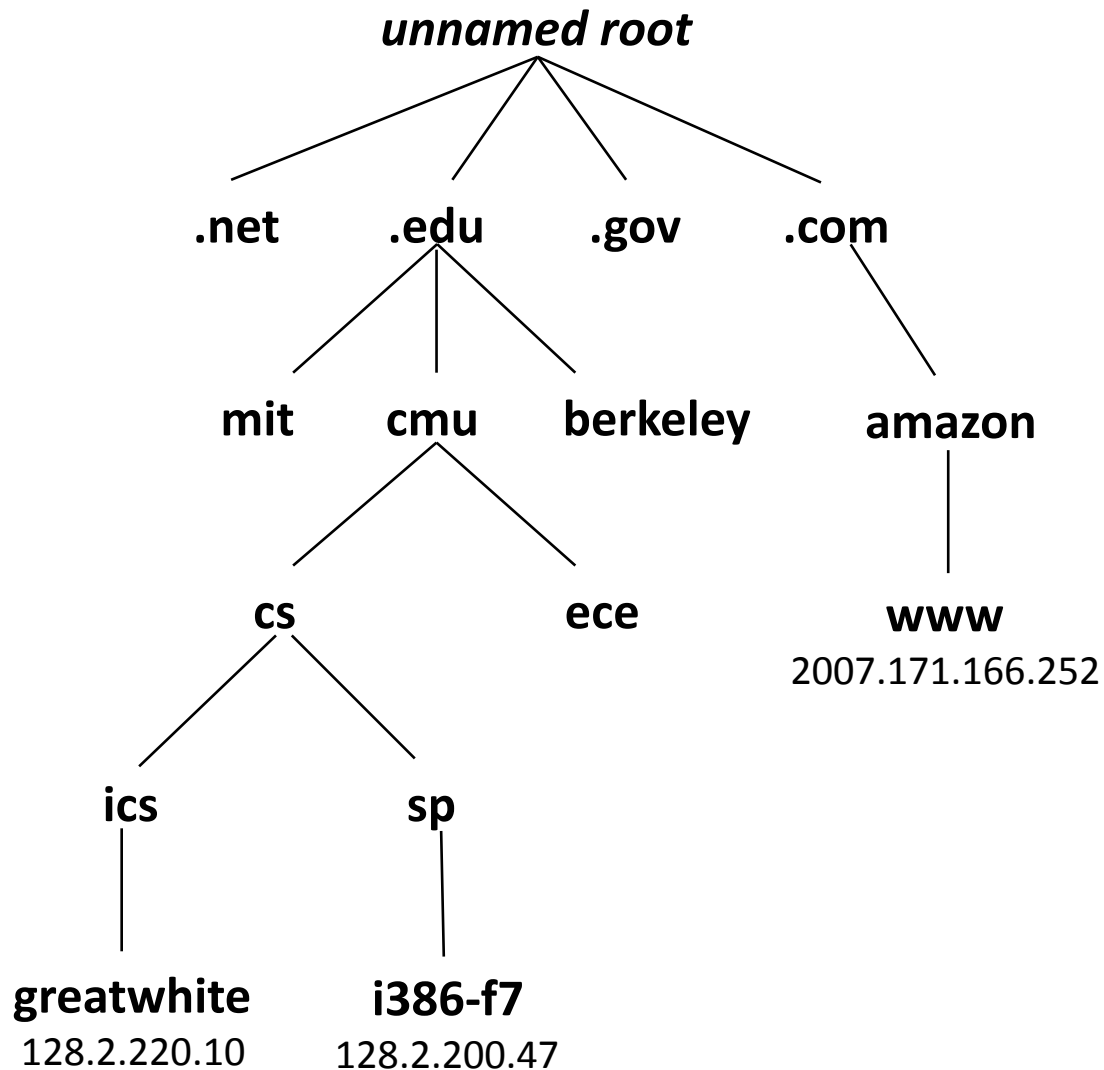 unnamed root
.net .edu .gov .com
mit cmu berkeley amazon
cs ece www
2007.171.166.252
ics sp
greatwhite i386-f7
128.2.220.10 128.2.200.47